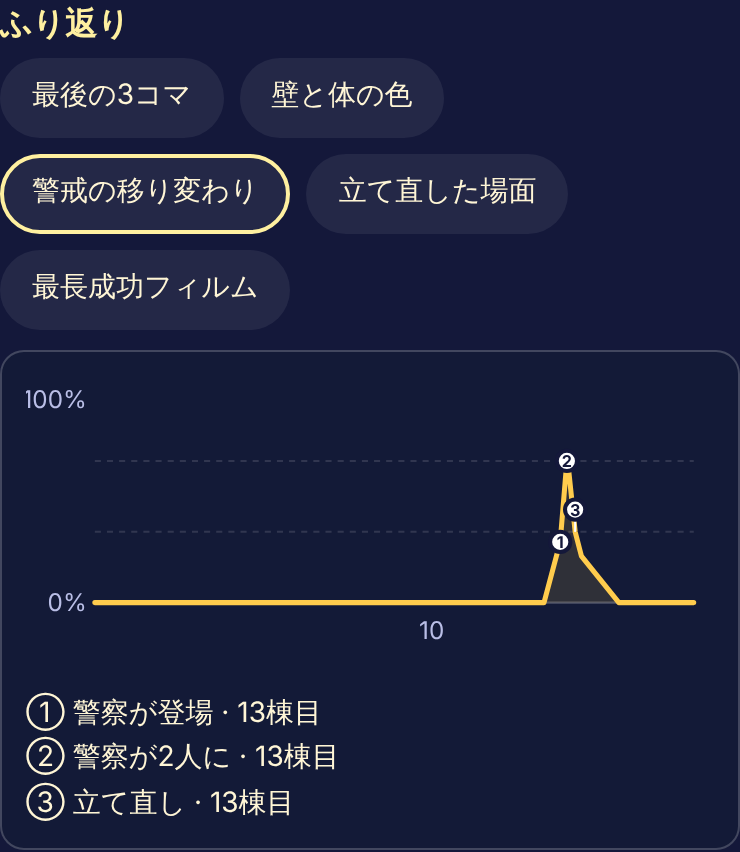 ふり返り
最後の3コマ
壁と体の色
警戒の移り変わり
立て直した場面
最長成功フィルム
100%
2
3
1
0%
10
① 警察が登場 · 13棟目
② 警察が2人に · 13棟目
③ 立て直し · 13棟目